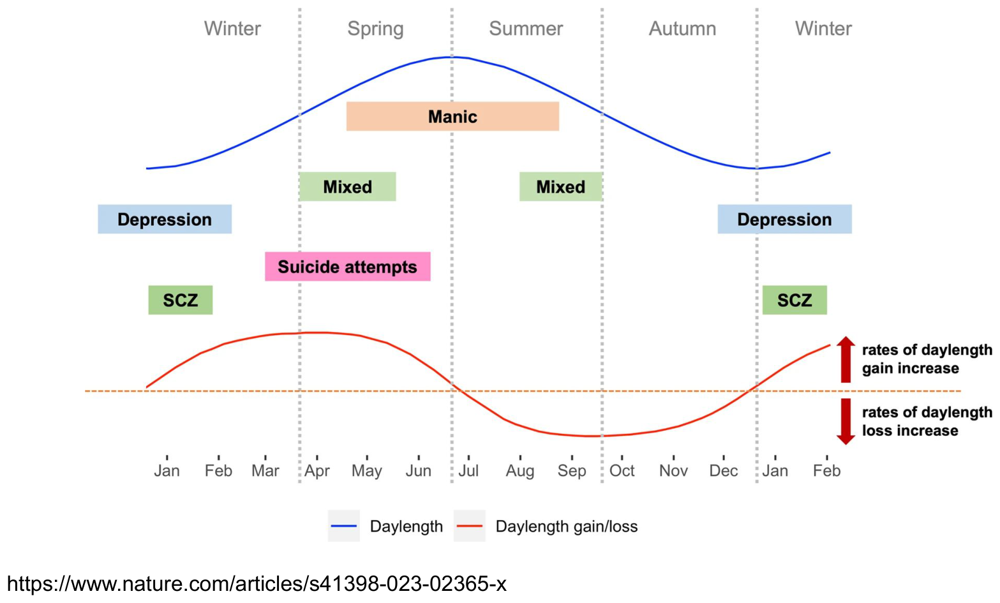 Winter Spring Summer Autumn Winter
Manic
Mixed Mixed
Depression Depression
Suicide attempts
SCZ SCZ
rates of daylength
gain increase
rates of daylength
loss increase
Jan Feb Mar Apr May Jun Jul Aug Sep Oct Nov Dec Jan Feb
Daylength Daylength gain/loss
https://www.nature.com/articles/s41398-023-02365-x